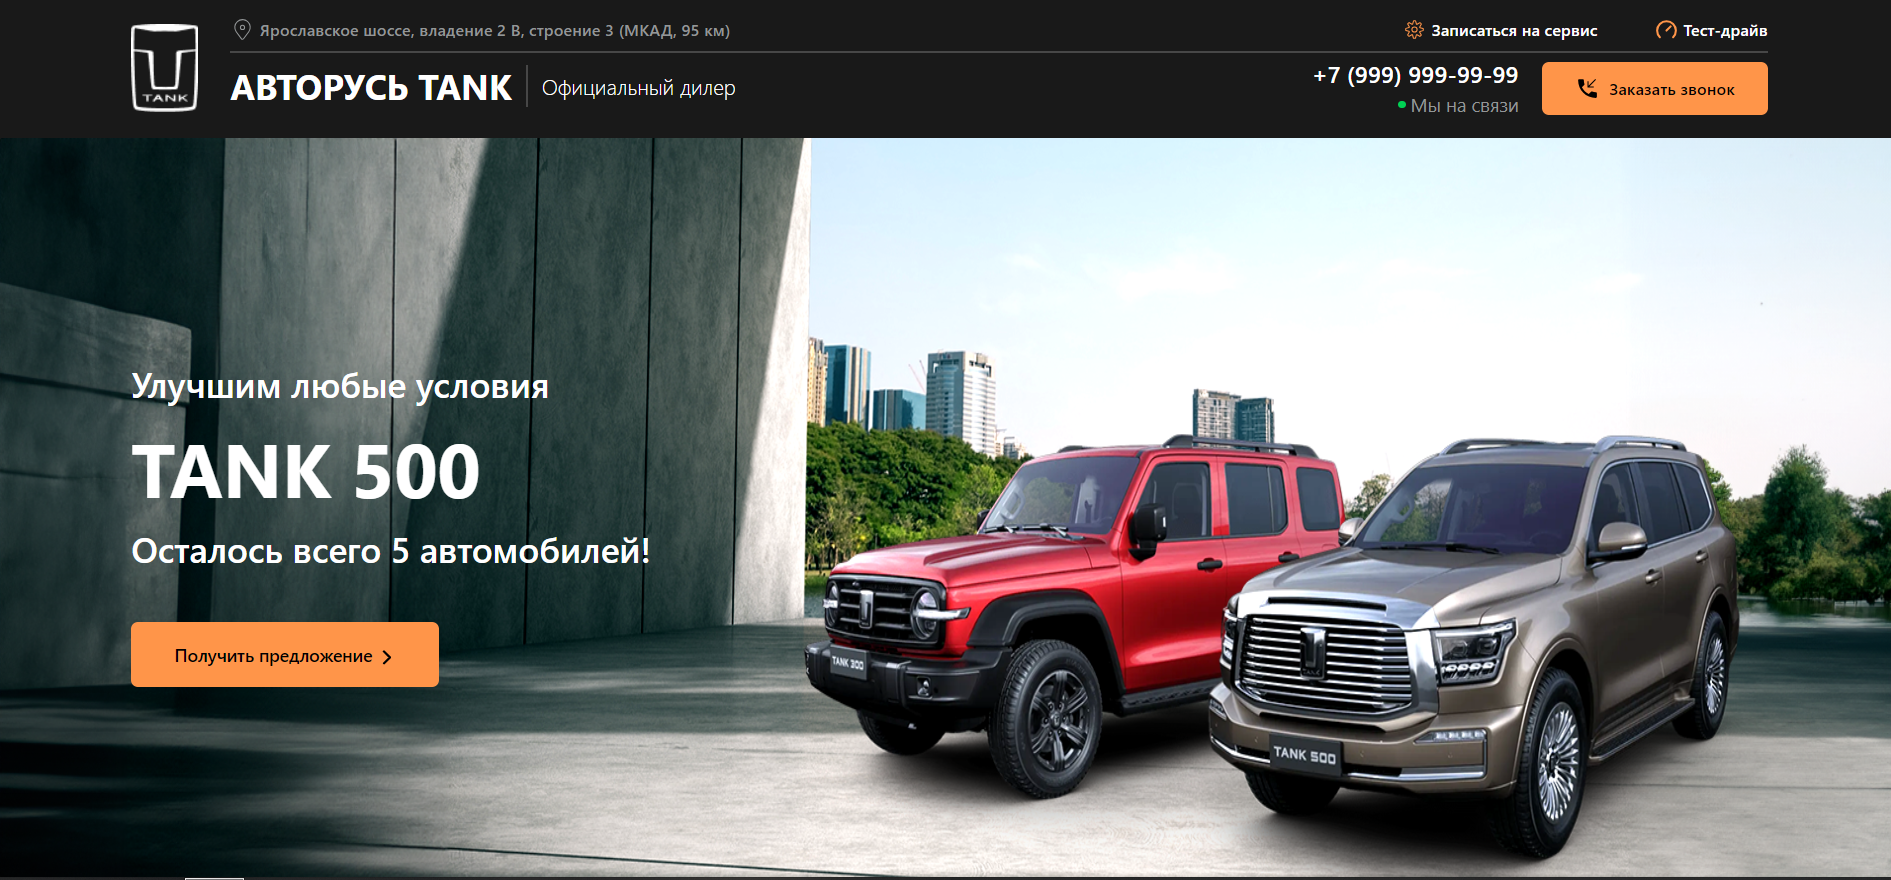 Ярославское шоссе, владение 2 В, строение 3 (МКАД, 95 км)
Записаться на сервис
Тест-драйв
TANK
АВТОРУСЬ TANK
Официальный дилер
+7 (999) 999-99-99
Мы на связи
Заказать звонок
Улучшим любые условия
TANK 500
Осталось всего 5 автомобилей!
Получить предложение
TANK 300
TANK 500